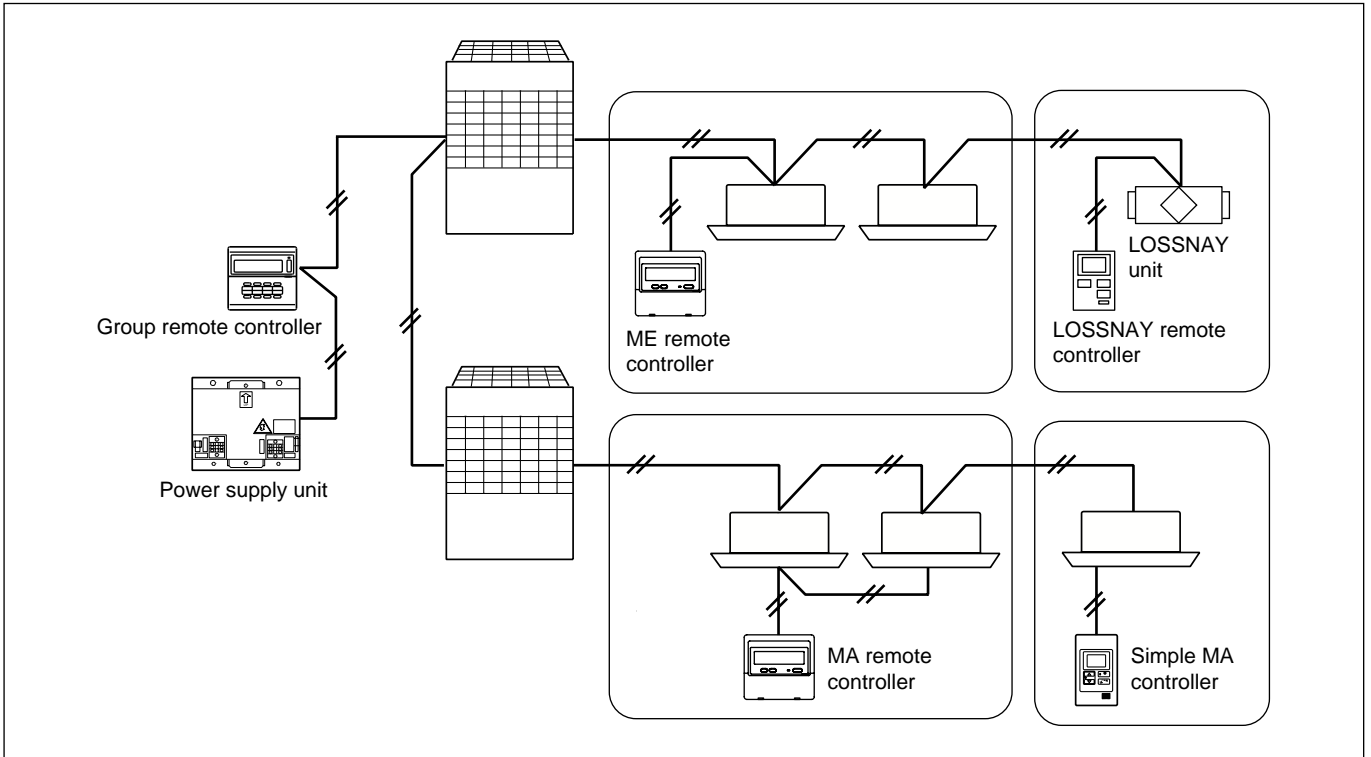 Group remote controller
Power supply unit
ME remote
controller
LOSSNAY
unit
LOSSNAY remote
controller
MA remote
controller
Simple MA
controller